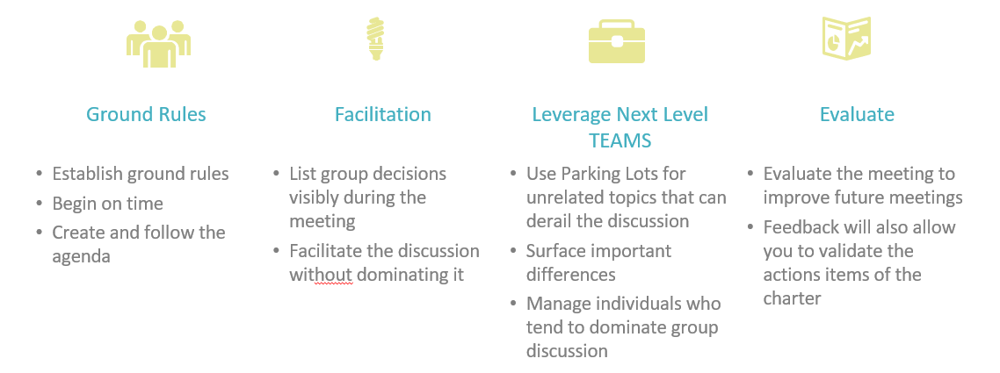 Ground Rules
• Establish ground rules
• Begin on time
• Create and follow the
agenda
Facilitation
• List group decisions
visibly during the
meeting
• Facilitate the discussion
without dominating it
Leverage Next Level
TEAMS
• Use Parking Lots for
unrelated topics that can
derail the discussion
• Surface important
differences
• Manage individuals who
tend to dominate group
discussion
Evaluate
• Evaluate the meeting to
improve future meetings
• Feedback will also allow
you to validate the
actions items of the
charter